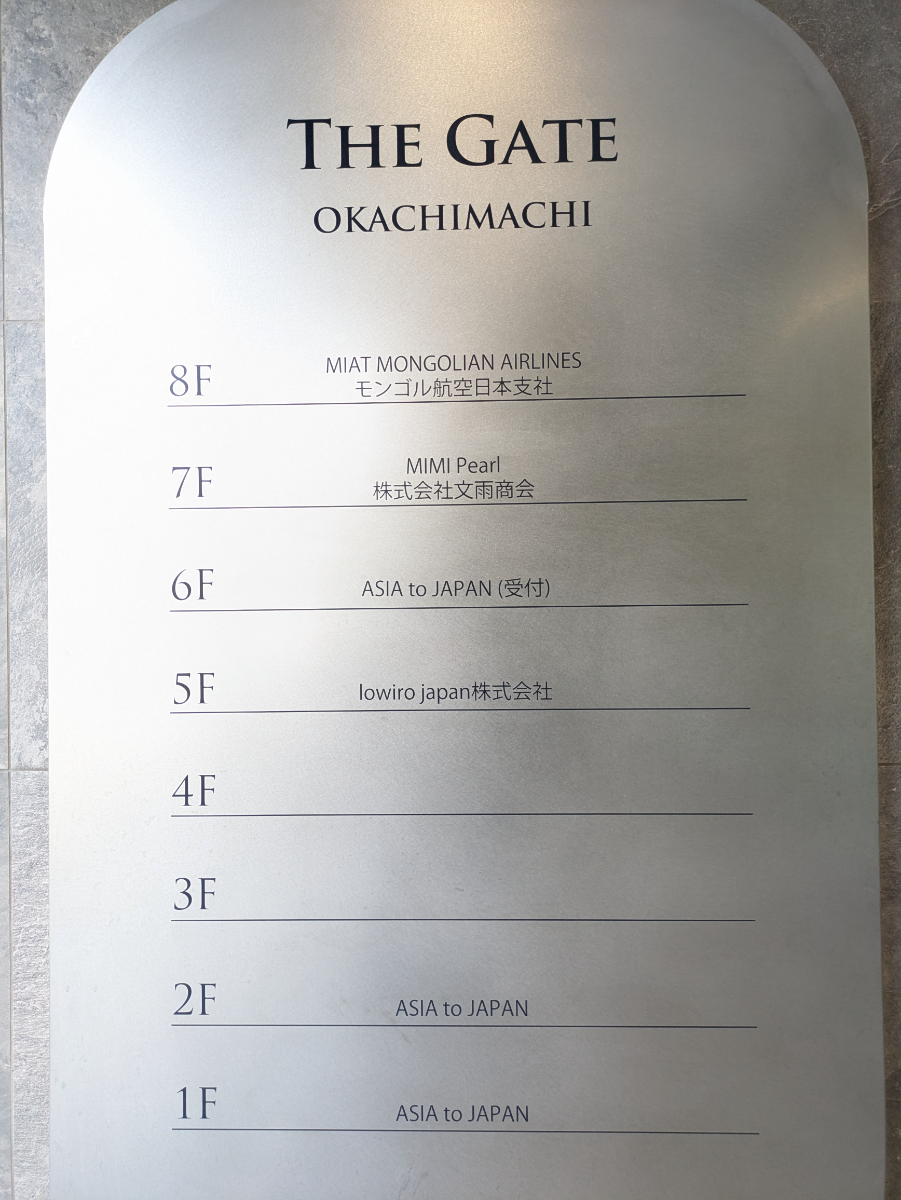 THE GATE
OKACHIMACHI
8F
MIAT MONGOLIAN AIRLINES
モンゴル航空日本支社
7F
MIMI Pearl
株式会社文雨商会
6F ASIA to JAPAN (受付)
5F lowiro japan株式会社
4F
3F
2F ASIA to JAPAN
1F ASIA to JAPAN